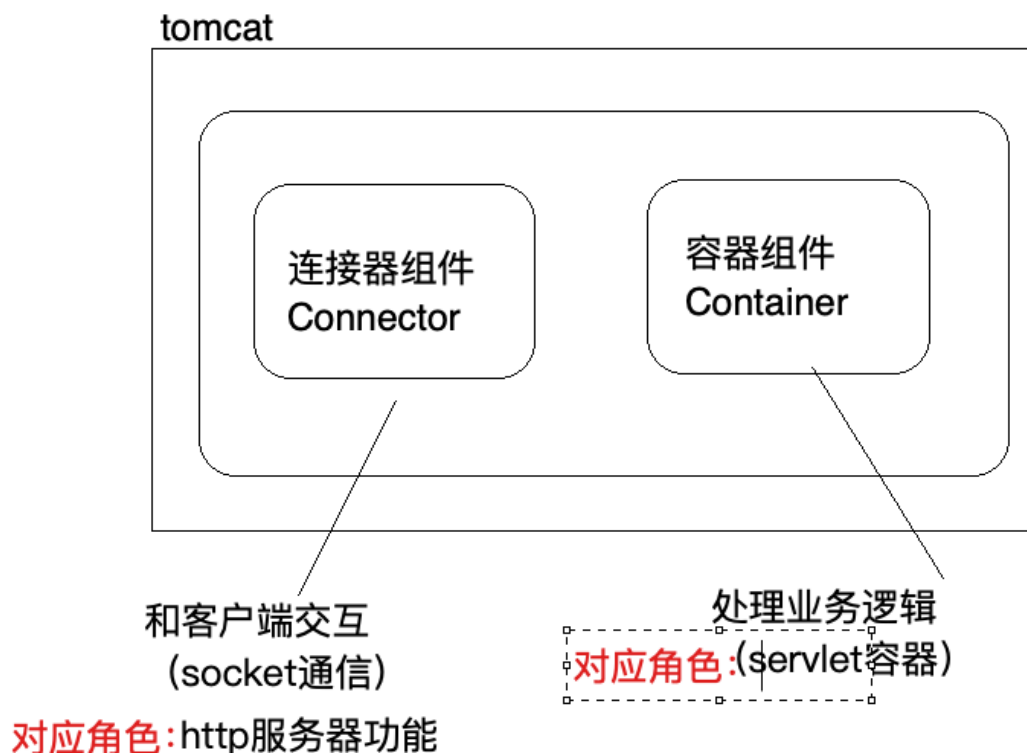 tomcat
连接器组件
Connector
容器组件
Container
和客户端交互
（socket通信）
对应角色:http服务器功能
处理业务逻辑
对应角色:（servlet容器）